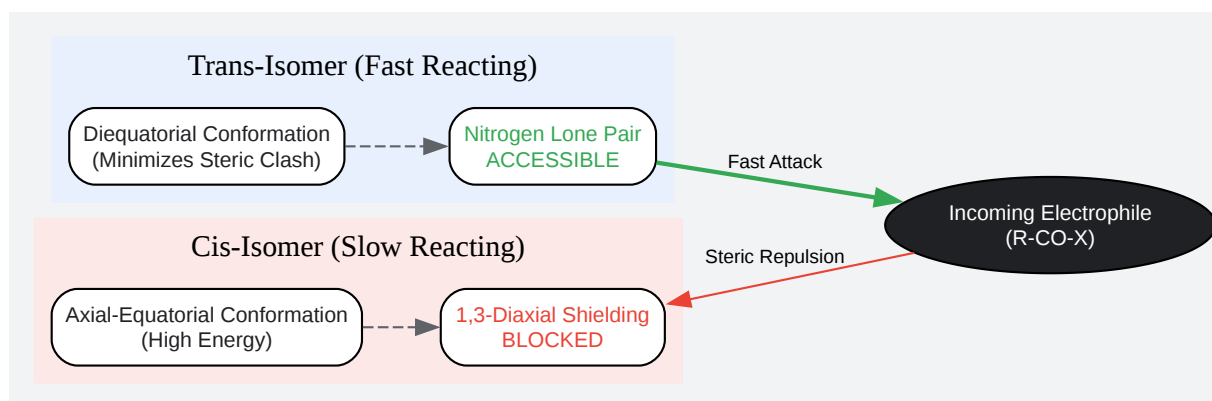 Trans-Isomer (Fast Reacting)
Diequatorial Conformation
(Minimizes Steric Clash)
Nitrogen Lone Pair
ACCESSIBLE
Fast Attack
Incoming Electrophile
(R-CO-X)
Steric Repulsion
Cis-Isomer (Slow Reacting)
Axial-Equatorial Conformation
(High Energy)
1,3-Diaxial Shielding
BLOCKED